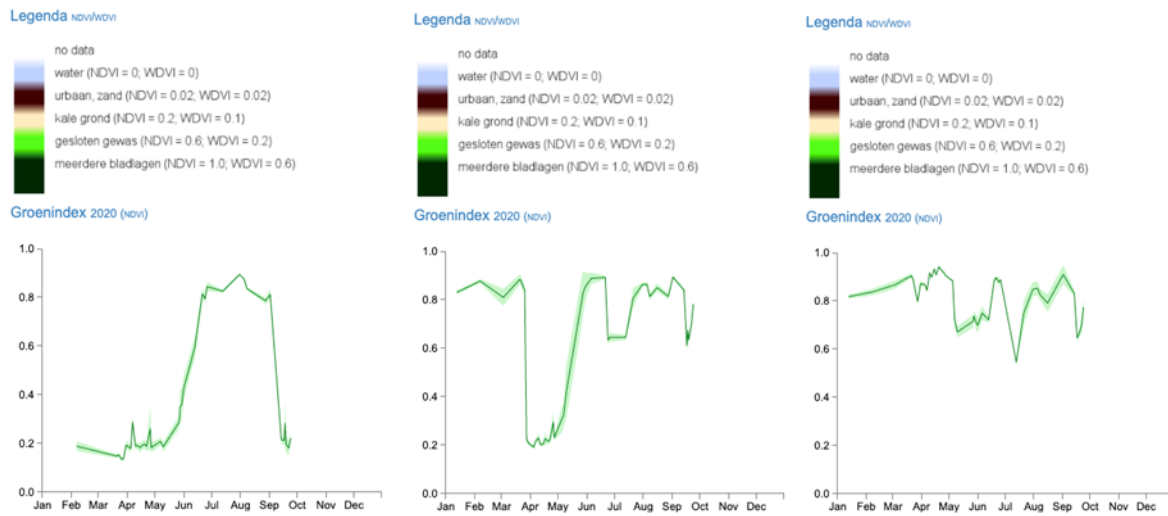 Legenda NDVI/WDVI
no data
water (NDVI = 0; WDVI = 0)
urbaan, zand (NDVI = 0.02; WDVI = 0.02)
kale grond (NDVI = 0.2; WDVI = 0.1)
gesloten gewas (NDVI = 0.6; WDVI = 0.2)
meerdere bladlagen (NDVI = 1.0; WDVI = 0.6)
Groenindex 2020 (NDVI)
1.0
0.8
0.6
0.4
0.2
0.0
Jan Feb Mar Apr May Jun Jul Aug Sep Oct Nov Dec
Legenda NDVI/WDVI
no data
water (NDVI = 0; WDVI = 0)
urbaan, zand (NDVI = 0.02; WDVI = 0.02)
kale grond (NDVI = 0.2; WDVI = 0.1)
gesloten gewas (NDVI = 0.6; WDVI = 0.2)
meerdere bladlagen (NDVI = 1.0; WDVI = 0.6)
Groenindex 2020 (NDVI)
1.0
0.8
0.6
0.4
0.2
0.0
Jan Feb Mar Apr May Jun Jul Aug Sep Oct Nov Dec
Legenda NDVI/WDVI
no data
water (NDVI = 0; WDVI = 0)
urbaan, zand (NDVI = 0.02; WDVI = 0.02)
kale grond (NDVI = 0.2; WDVI = 0.1)
gesloten gewas (NDVI = 0.6; WDVI = 0.2)
meerdere bladlagen (NDVI = 1.0; WDVI = 0.6)
Groenindex 2020 (NDVI)
1.0
0.8
0.6
0.4
0.2
0.0
Jan Feb Mar Apr May Jun Jul Aug Sep Oct Nov Dec